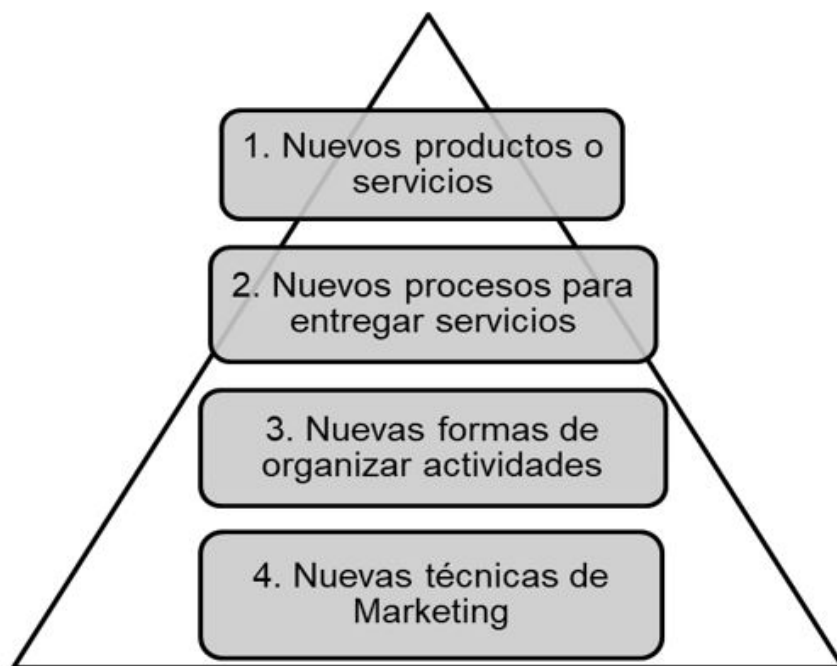 1. Nuevos productos o
servicios
2. Nuevos procesos para
entregar servicios
3. Nuevas formas de
organizar actividades
4. Nuevas técnicas de
Marketing